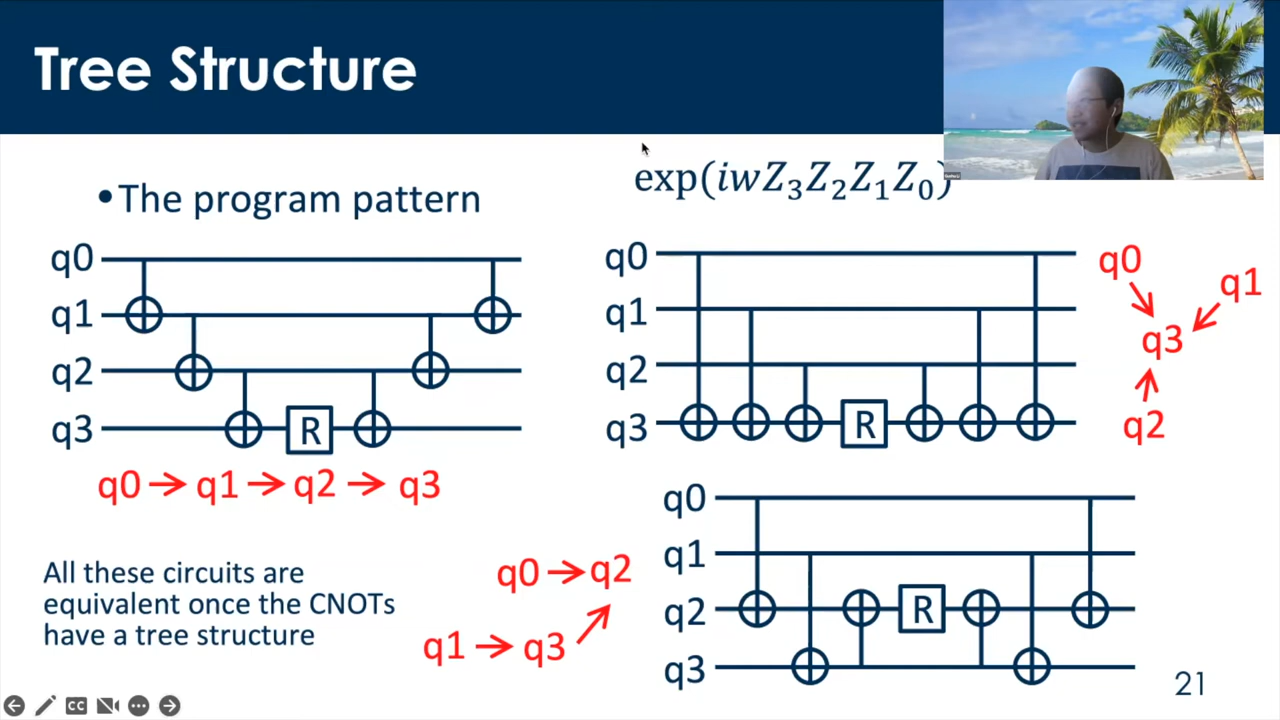 Tree Structure
•The program pattern
exp(iwZ₃Z₂Z₁Z₀)
q0
q1
q2
q3
R
q0 → q1 → q2 → q3
q0
q1
q2
q3
R
q0
q1
q3
q2
All these circuits are
equivalent once the CNOTs
have a tree structure
q0 → q2
q1 → q3
q0
q1
q2
q3
R
21
CC